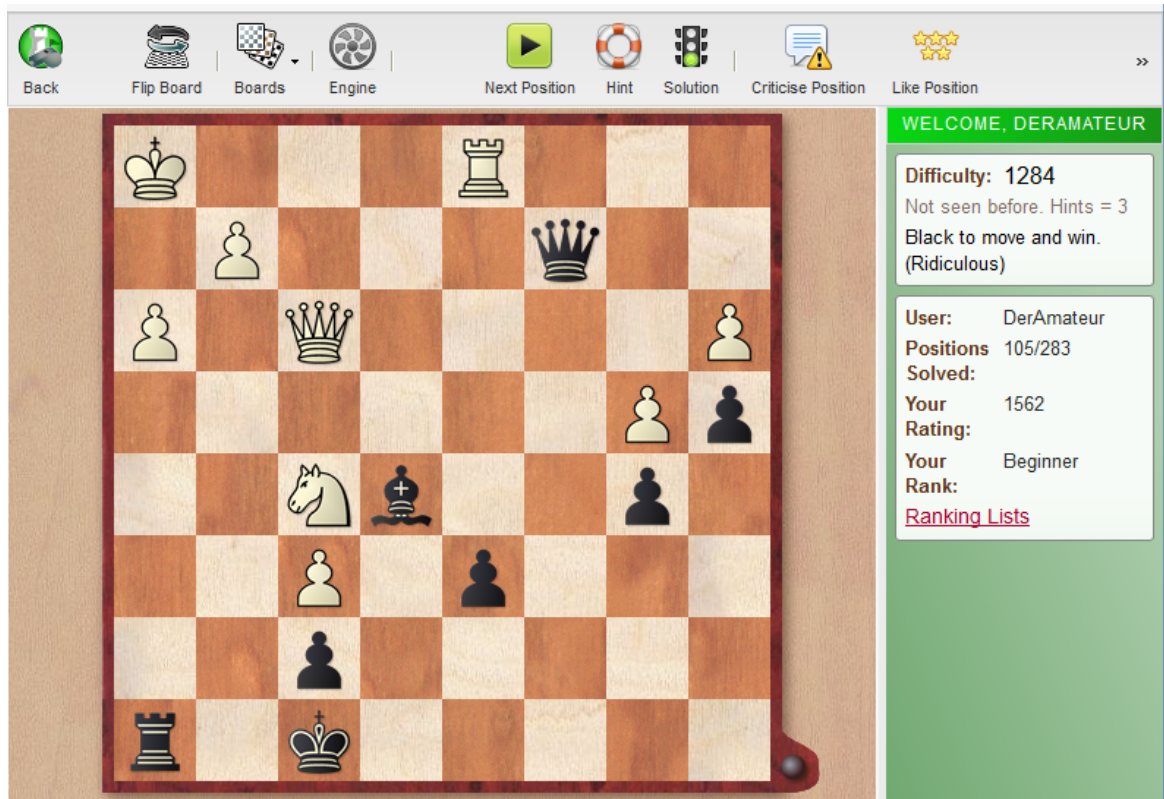 Back
Flip Board
Boards
Engine
Next Position
Hint
Solution
Criticise Position
Like Position
»
WELCOME, DERAMATEUR
Difficulty: 1284
Not seen before. Hints = 3
Black to move and win.
(Ridiculous)
User: DerAmateur
Positions 105/283
Solved:
Your 1562
Rating:
Your Beginner
Rank:
Ranking Lists